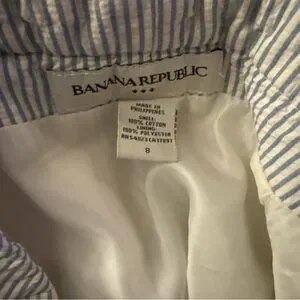 BANANA REPUBLIC
MADE IN
PHILIPPINES
SHELL:
100% COTTON
LINING:
100% POLYESTER
8